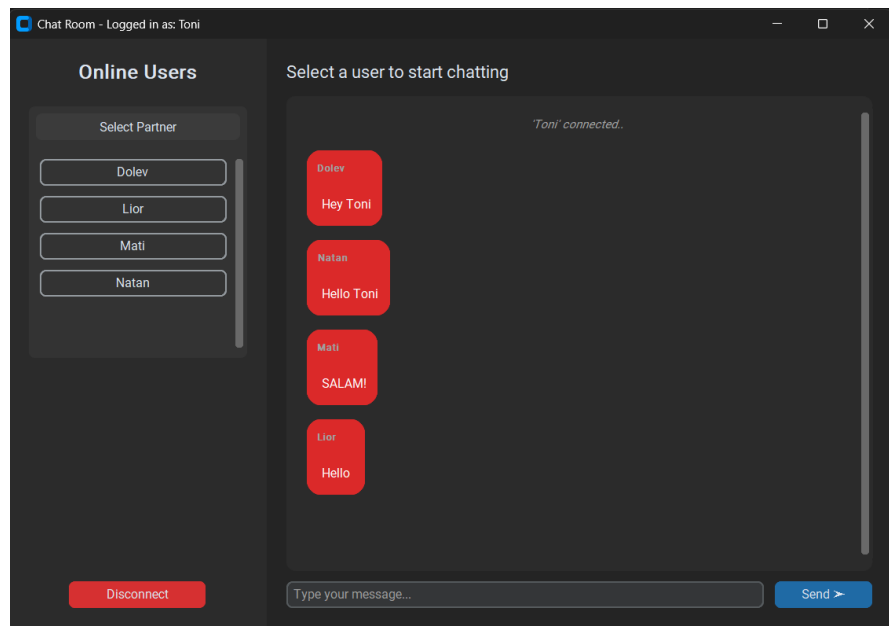 Chat Room - Logged in as: Toni
Online Users
Select Partner
Dolev
Lior
Mati
Natan
Disconnect
Select a user to start chatting
'Toni' connected..
Dolev
Hey Toni
Natan
Hello Toni
Mati
SALAM!
Lior
Hello
Type your message...
Send ➢